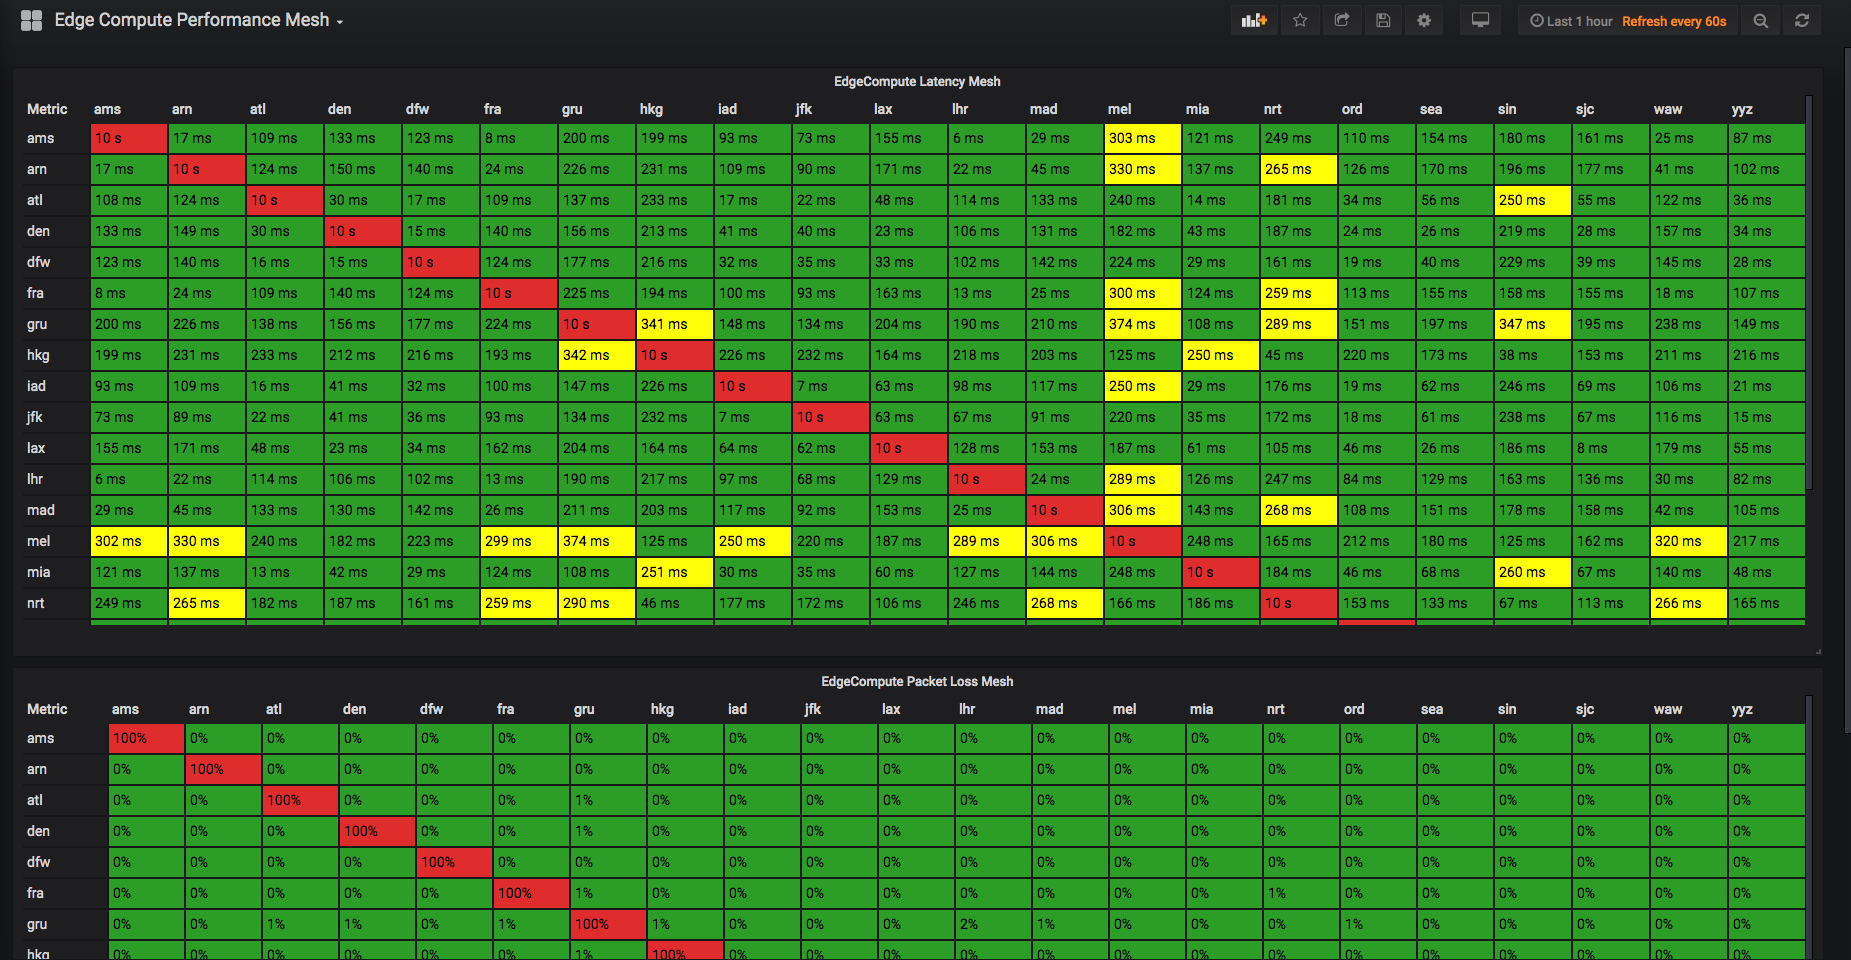 Edge Compute Performance Mesh
Last 1 hour Refresh every 60s
EdgeCompute Latency Mesh
Metric ams arn atl den dfw fra gru hkg iad jfk lax lhr mad mel mia nrt ord sea sin sjc waw yyz
ams 10 s 17 ms 109 ms 133 ms 123 ms 8 ms 200 ms 199 ms 93 ms 73 ms 155 ms 6 ms 29 ms 303 ms 121 ms 249 ms 110 ms 154 ms 180 ms 161 ms 25 ms 87 ms
arn 17 ms 10 s 124 ms 150 ms 140 ms 24 ms 226 ms 231 ms 109 ms 90 ms 171 ms 22 ms 45 ms 330 ms 137 ms 265 ms 126 ms 170 ms 196 ms 177 ms 41 ms 102 ms
atl 108 ms 124 ms 10 s 30 ms 17 ms 109 ms 137 ms 233 ms 17 ms 22 ms 48 ms 114 ms 133 ms 240 ms 14 ms 181 ms 34 ms 56 ms 250 ms 55 ms 122 ms 36 ms
den 133 ms 149 ms 30 ms 10 s 15 ms 140 ms 156 ms 213 ms 41 ms 40 ms 23 ms 106 ms 131 ms 182 ms 43 ms 187 ms 24 ms 26 ms 219 ms 28 ms 157 ms 34 ms
dfw 123 ms 140 ms 16 ms 15 ms 10 s 124 ms 177 ms 216 ms 32 ms 35 ms 33 ms 102 ms 142 ms 224 ms 29 ms 161 ms 19 ms 40 ms 229 ms 39 ms 145 ms 28 ms
fra 8 ms 24 ms 109 ms 140 ms 124 ms 10 s 225 ms 194 ms 100 ms 93 ms 163 ms 13 ms 25 ms 300 ms 124 ms 259 ms 113 ms 155 ms 158 ms 155 ms 18 ms 107 ms
gru 200 ms 226 ms 138 ms 156 ms 177 ms 224 ms 10 s 341 ms 148 ms 134 ms 204 ms 190 ms 210 ms 374 ms 108 ms 289 ms 151 ms 197 ms 347 ms 195 ms 238 ms 149 ms
hkg 199 ms 231 ms 233 ms 212 ms 216 ms 193 ms 342 ms 10 s 226 ms 232 ms 164 ms 218 ms 203 ms 125 ms 250 ms 45 ms 220 ms 173 ms 38 ms 153 ms 211 ms 216 ms
iad 93 ms 109 ms 16 ms 41 ms 32 ms 100 ms 147 ms 226 ms 10 s 7 ms 63 ms 98 ms 117 ms 250 ms 29 ms 176 ms 19 ms 62 ms 246 ms 69 ms 106 ms 21 ms
jfk 73 ms 89 ms 22 ms 41 ms 36 ms 93 ms 134 ms 232 ms 7 ms 10 s 63 ms 67 ms 91 ms 220 ms 35 ms 172 ms 18 ms 61 ms 238 ms 67 ms 116 ms 15 ms
lax 155 ms 171 ms 48 ms 23 ms 34 ms 162 ms 204 ms 164 ms 64 ms 62 ms 10 s 128 ms 153 ms 187 ms 61 ms 105 ms 46 ms 26 ms 186 ms 8 ms 179 ms 55 ms
lhr 6 ms 22 ms 114 ms 106 ms 102 ms 13 ms 190 ms 217 ms 97 ms 68 ms 129 ms 10 s 24 ms 289 ms 126 ms 247 ms 84 ms 129 ms 163 ms 136 ms 30 ms 82 ms
mad 29 ms 45 ms 133 ms 130 ms 142 ms 26 ms 211 ms 203 ms 117 ms 92 ms 153 ms 25 ms 10 s 306 ms 143 ms 268 ms 108 ms 151 ms 178 ms 158 ms 42 ms 105 ms
mel 302 ms 330 ms 240 ms 182 ms 223 ms 299 ms 374 ms 125 ms 250 ms 220 ms 187 ms 289 ms 306 ms 10 s 248 ms 165 ms 212 ms 180 ms 125 ms 162 ms 320 ms 217 ms
mia 121 ms 137 ms 13 ms 42 ms 29 ms 124 ms 108 ms 251 ms 30 ms 35 ms 60 ms 127 ms 144 ms 248 ms 10 s 184 ms 46 ms 68 ms 260 ms 67 ms 140 ms 48 ms
nrt 249 ms 265 ms 182 ms 187 ms 161 ms 259 ms 290 ms 46 ms 177 ms 172 ms 106 ms 246 ms 268 ms 166 ms 186 ms 10 s 153 ms 133 ms 67 ms 113 ms 266 ms 165 ms
EdgeCompute Packet Loss Mesh
Metric ams arn atl den dfw fra gru hkg iad jfk lax lhr mad mel mia nrt ord sea sin sjc waw yyz
ams 100% 0% 0% 0% 0% 0% 0% 0% 0% 0% 0% 0% 0% 0% 0% 0% 0% 0% 0% 0% 0% 0%
arn 0% 100% 0% 0% 0% 0% 0% 0% 0% 0% 0% 0% 0% 0% 0% 0% 0% 0% 0% 0% 0% 0%
atl 0% 0% 100% 0% 0% 0% 1% 0% 0% 0% 0% 0% 0% 0% 0% 0% 0% 0% 0% 0% 0% 0%
den 0% 0% 0% 100% 0% 0% 1% 0% 0% 0% 0% 0% 0% 0% 0% 0% 0% 0% 0% 0% 0% 0%
dfw 0% 0% 0% 0% 100% 0% 0% 0% 0% 0% 0% 0% 0% 0% 0% 0% 0% 0% 0% 0% 0% 0%
fra 0% 0% 0% 0% 0% 100% 1% 0% 0% 0% 0% 0% 0% 0% 0% 1% 0% 0% 0% 0% 0% 0%
gru 0% 0% 1% 1% 0% 1% 100% 1% 0% 0% 0% 2% 1% 0% 0% 0% 1% 0% 0% 0% 0% 0%
hkg 0% 0% 0% 0% 0% 0% 1% 100% 0% 0% 0% 0% 0% 0% 0% 0% 0% 0% 0% 0% 0% 0%